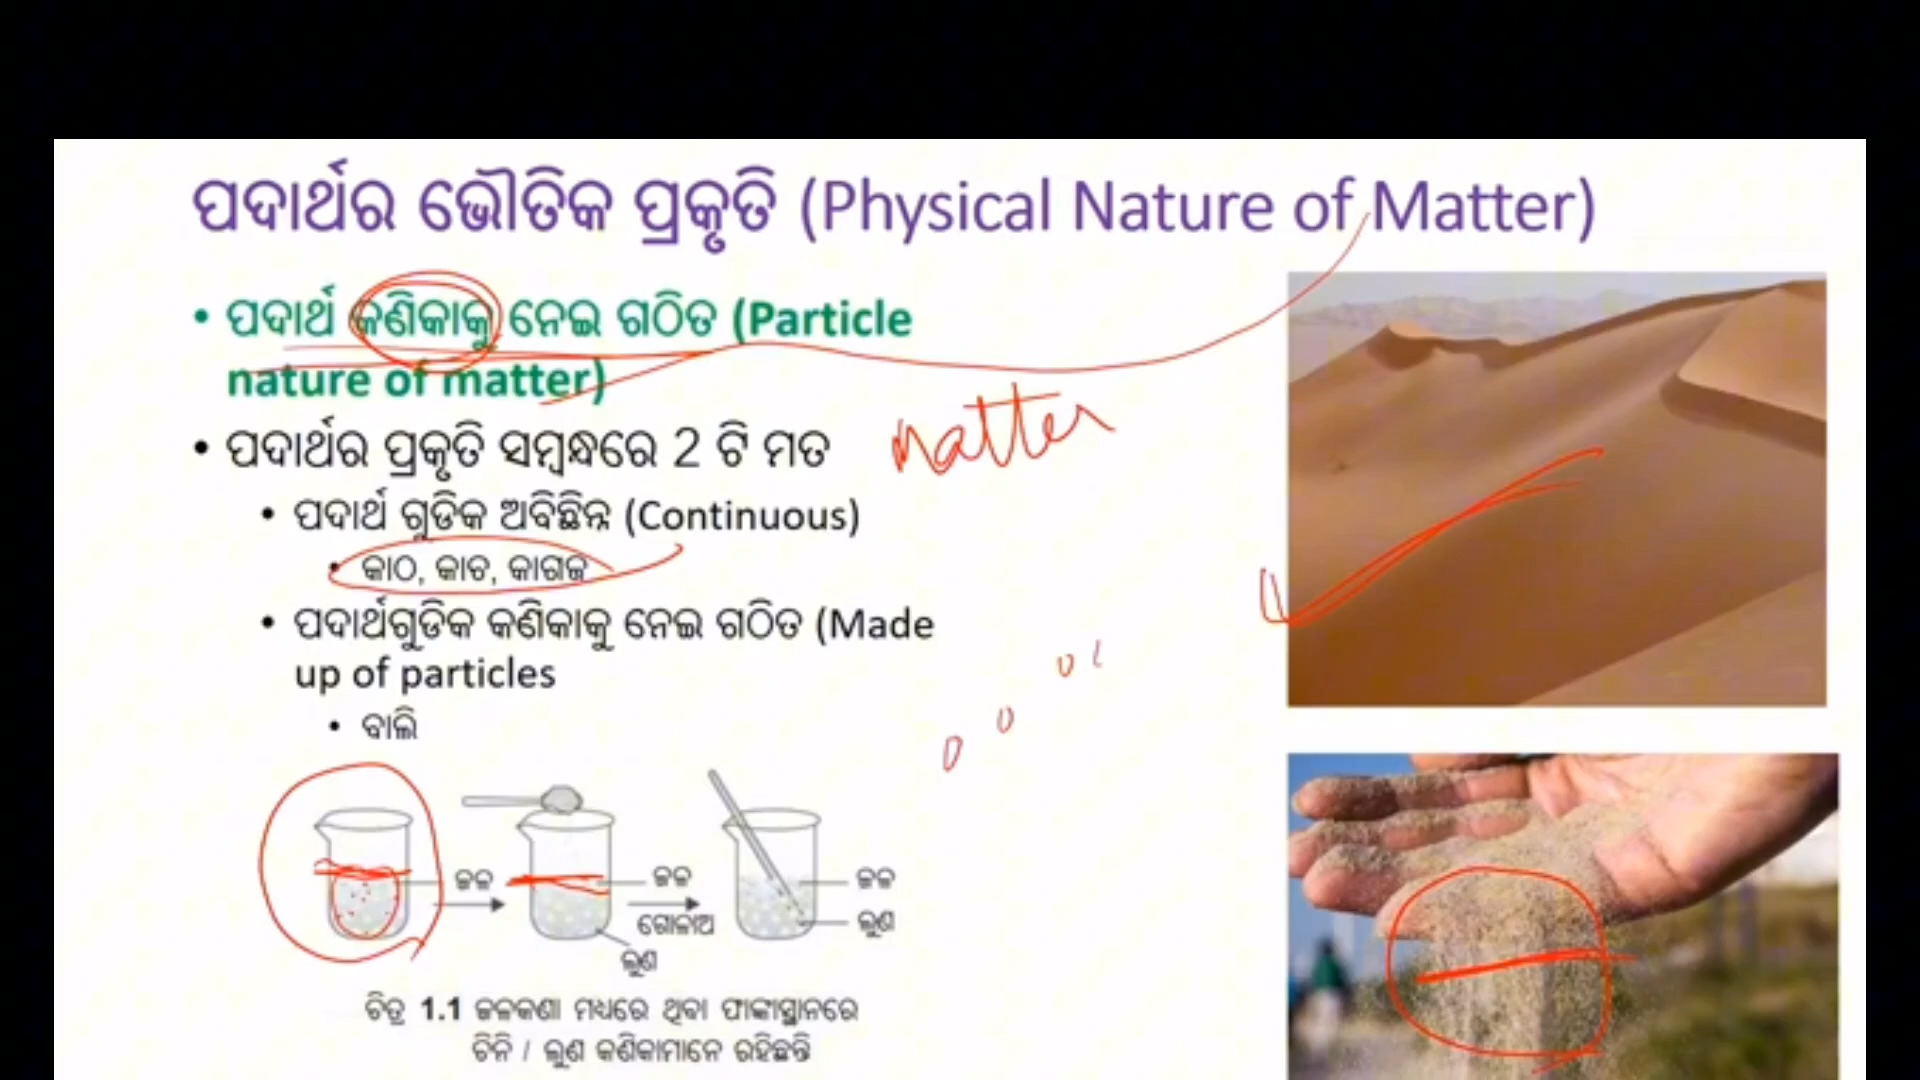 ପଦାର୍ଥର ଭୌତିକ ପ୍ରକୃତି (Physical Nature of Matter)
• ପଦାର୍ଥ କଣିକାକୁ ନେଇ ଗଠିତ (Particle
nature of matter)
• ପଦାର୍ଥର ପ୍ରକୃତି ସମ୍ବନ୍ଧରେ 2 ଟି ମତ
matter
• ପଦାର୍ଥ ଗୁଡିକ ଅବିଛିନ୍ନ (Continuous)
• କାଠ, କାଚ, କାଗଜ
• ପଦାର୍ଥଗୁଡିକ କଣିକାକୁ ନେଇ ଗଠିତ (Made
up of particles
• ବାଲି
ଜଳ
ଜଳ
ଜଳ
ଗୋଳାଅ
ଲୁଣ
ଲୁଣ
ଚିତ୍ର 1.1 ଜଳକଣା ମଧ୍ୟରେ ଥିବା ଫାଙ୍କାସ୍ଥାନରେ
ଚିନି / ଲୁଣ କଣିକାମାନେ ରହିଛନ୍ତି